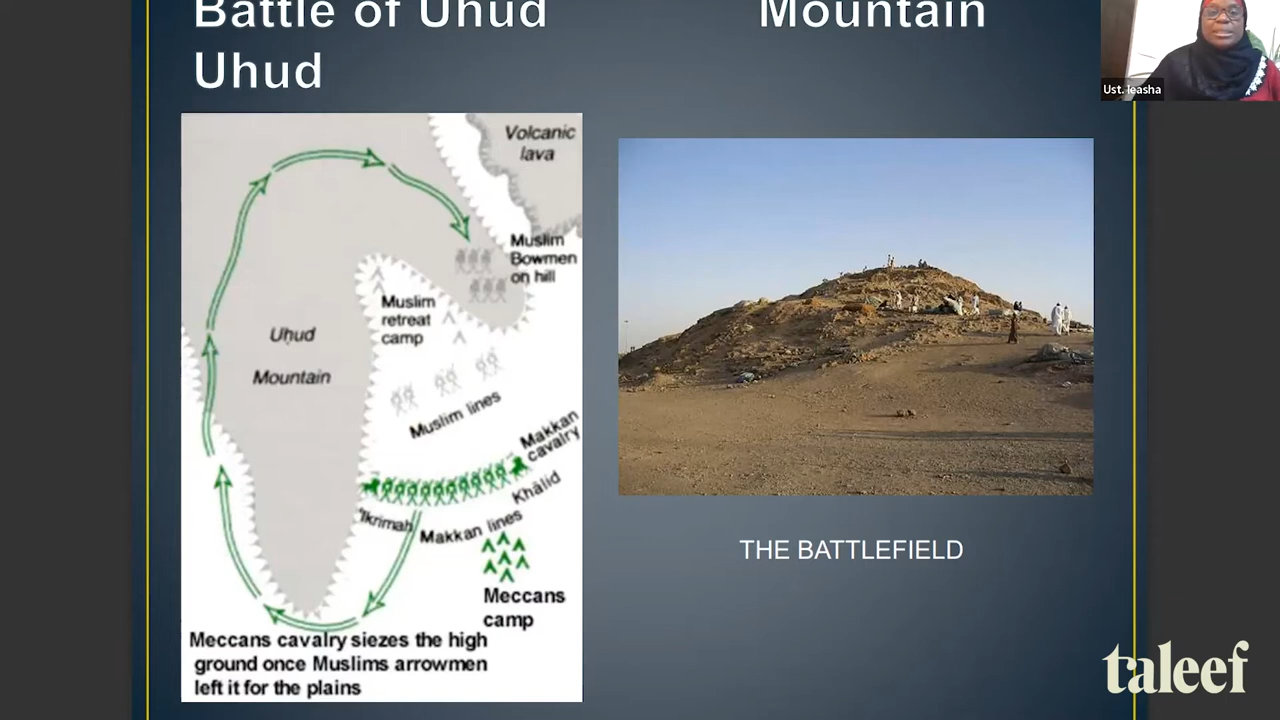 Battle of Uhud Mountain
Uhud
Ust. Ieasha
Volcanic
lava
Muslim
Bowmen
on hill
Muslim
retreat
camp
Uḥud
Mountain
Muslim lines
Makkan
cavalry
Khālid
'Ikrimah
Makkan lines
Meccans
camp
Meccans cavalry siezes the high
ground once Muslims arrowmen
left it for the plains
THE BATTLEFIELD
taleef